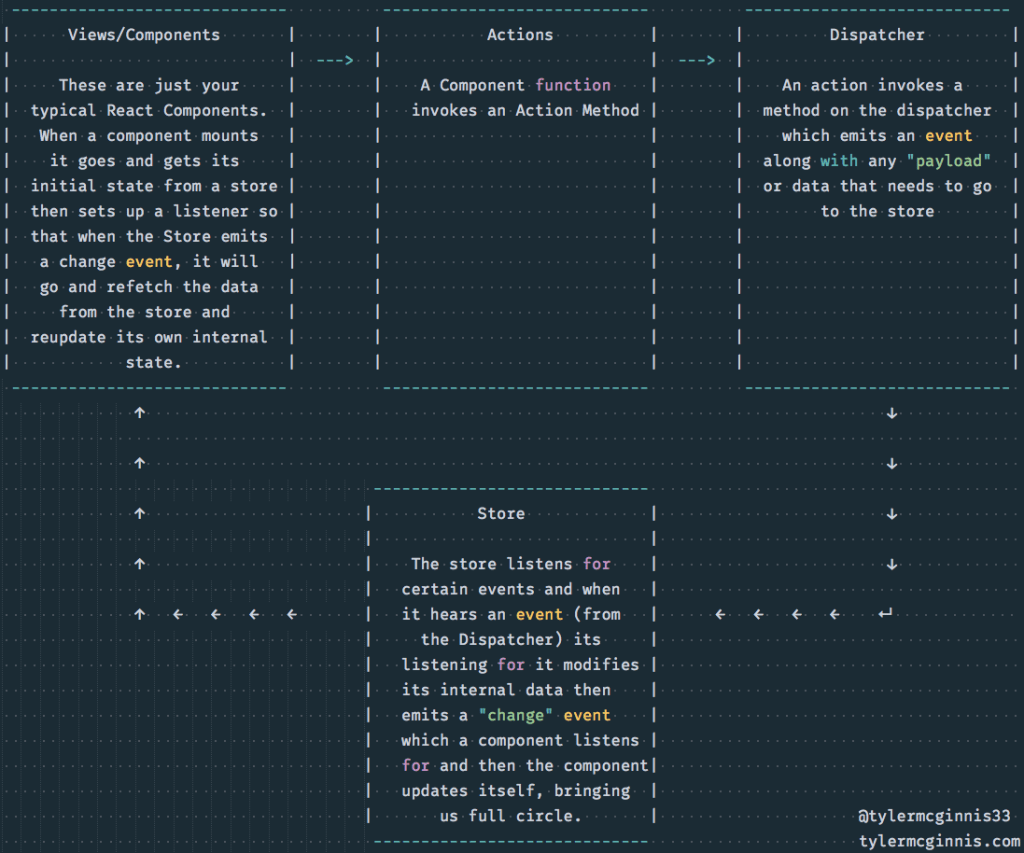 Views/Components
These are just your
typical React Components.
When a component mounts
it goes and gets its
initial state from a store
then sets up a listener so
that when the Store emits
a change event, it will
go and refetch the data
from the store and
reupdate its own internal
state.
--->
Actions
A Component function
invokes an Action Method
--->
Dispatcher
An action invokes a
method on the dispatcher
which emits an event
along with any "payload"
or data that needs to go
to the store
Store
The store listens for
certain events and when
it hears an event (from
the Dispatcher) its
listening for it modifies
its internal data then
emits a "change" event
which a component listens
for and then the component
updates itself, bringing
us full circle.
@tylermcginnis33
tylermcginnis.com